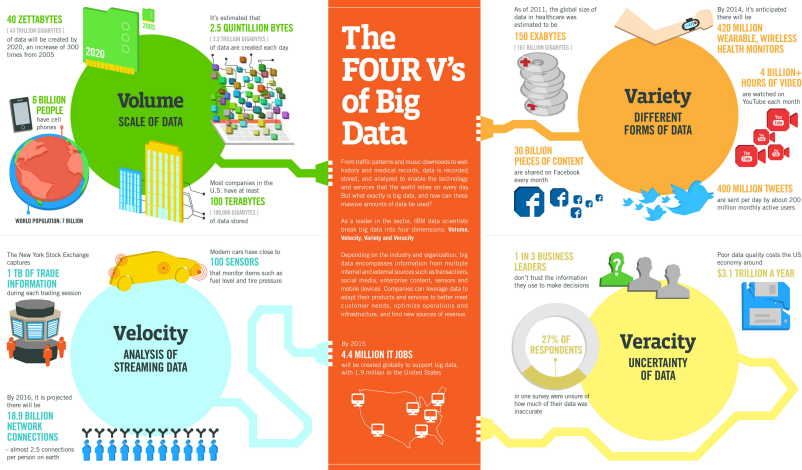 40 ZETTABYTES
[ 43 TRILLION GIGABYTES ]
of data will be created by
2020, an increase of 300
times from 2005
2005
2020
It's estimated that
2.5 QUINTILLION BYTES
[ 2.3 TRILLION GIGABYTES ]
of data are created each day
6 BILLION
PEOPLE
have cell
phones
WORLD POPULATION: 7 BILLION
Volume
SCALE OF DATA
Most companies in the
U.S. have at least
100 TERABYTES
[ 100,000 GIGABYTES ]
of data stored
The New York Stock Exchange
captures
1 TB OF TRADE
INFORMATION
during each trading session
Modern cars have close to
100 SENSORS
that monitor items such as
fuel level and tire pressure
Velocity
ANALYSIS OF
STREAMING DATA
By 2016, it is projected
there will be
18.9 BILLION
NETWORK
CONNECTIONS
– almost 2.5 connections
per person on earth
The
FOUR V's
of Big
Data
From traffic patterns and music downloads to web
history and medical records, data is recorded,
stored, and analyzed to enable the technology
and services that the world relies on every day.
But what exactly is big data, and how can these
massive amounts of data be used?
As a leader in the sector, IBM data scientists
break big data into four dimensions: Volume,
Velocity, Variety and Veracity
Depending on the industry and organization, big
data encompasses information from multiple
internal and external sources such as transactions,
social media, enterprise content, sensors and
mobile devices. Companies can leverage data to
adapt their products and services to better meet
customer needs, optimize operations and
infrastructure, and find new sources of revenue.
By 2015
4.4 MILLION IT JOBS
will be created globally to support big data,
with 1.9 million in the United States
As of 2011, the global size of
data in healthcare was
estimated to be
150 EXABYTES
[ 161 BILLION GIGABYTES ]
By 2014, it's anticipated
there will be
420 MILLION
WEARABLE, WIRELESS
HEALTH MONITORS
4 BILLION+
HOURS OF VIDEO
are watched on
YouTube each month
You
Tube
You
Tube
You
Tube
You
Tube
Variety
DIFFERENT
FORMS OF DATA
30 BILLION
PIECES OF CONTENT
are shared on Facebook
every month
400 MILLION TWEETS
are sent per day by about 200
million monthly active users
1 IN 3 BUSINESS
LEADERS
don't trust the information
they use to make decisions
?
Poor data quality costs the US
economy around
$3.1 TRILLION A YEAR
27% OF
RESPONDENTS
in one survey were unsure of
how much of their data was
inaccurate
Veracity
UNCERTAINTY
OF DATA